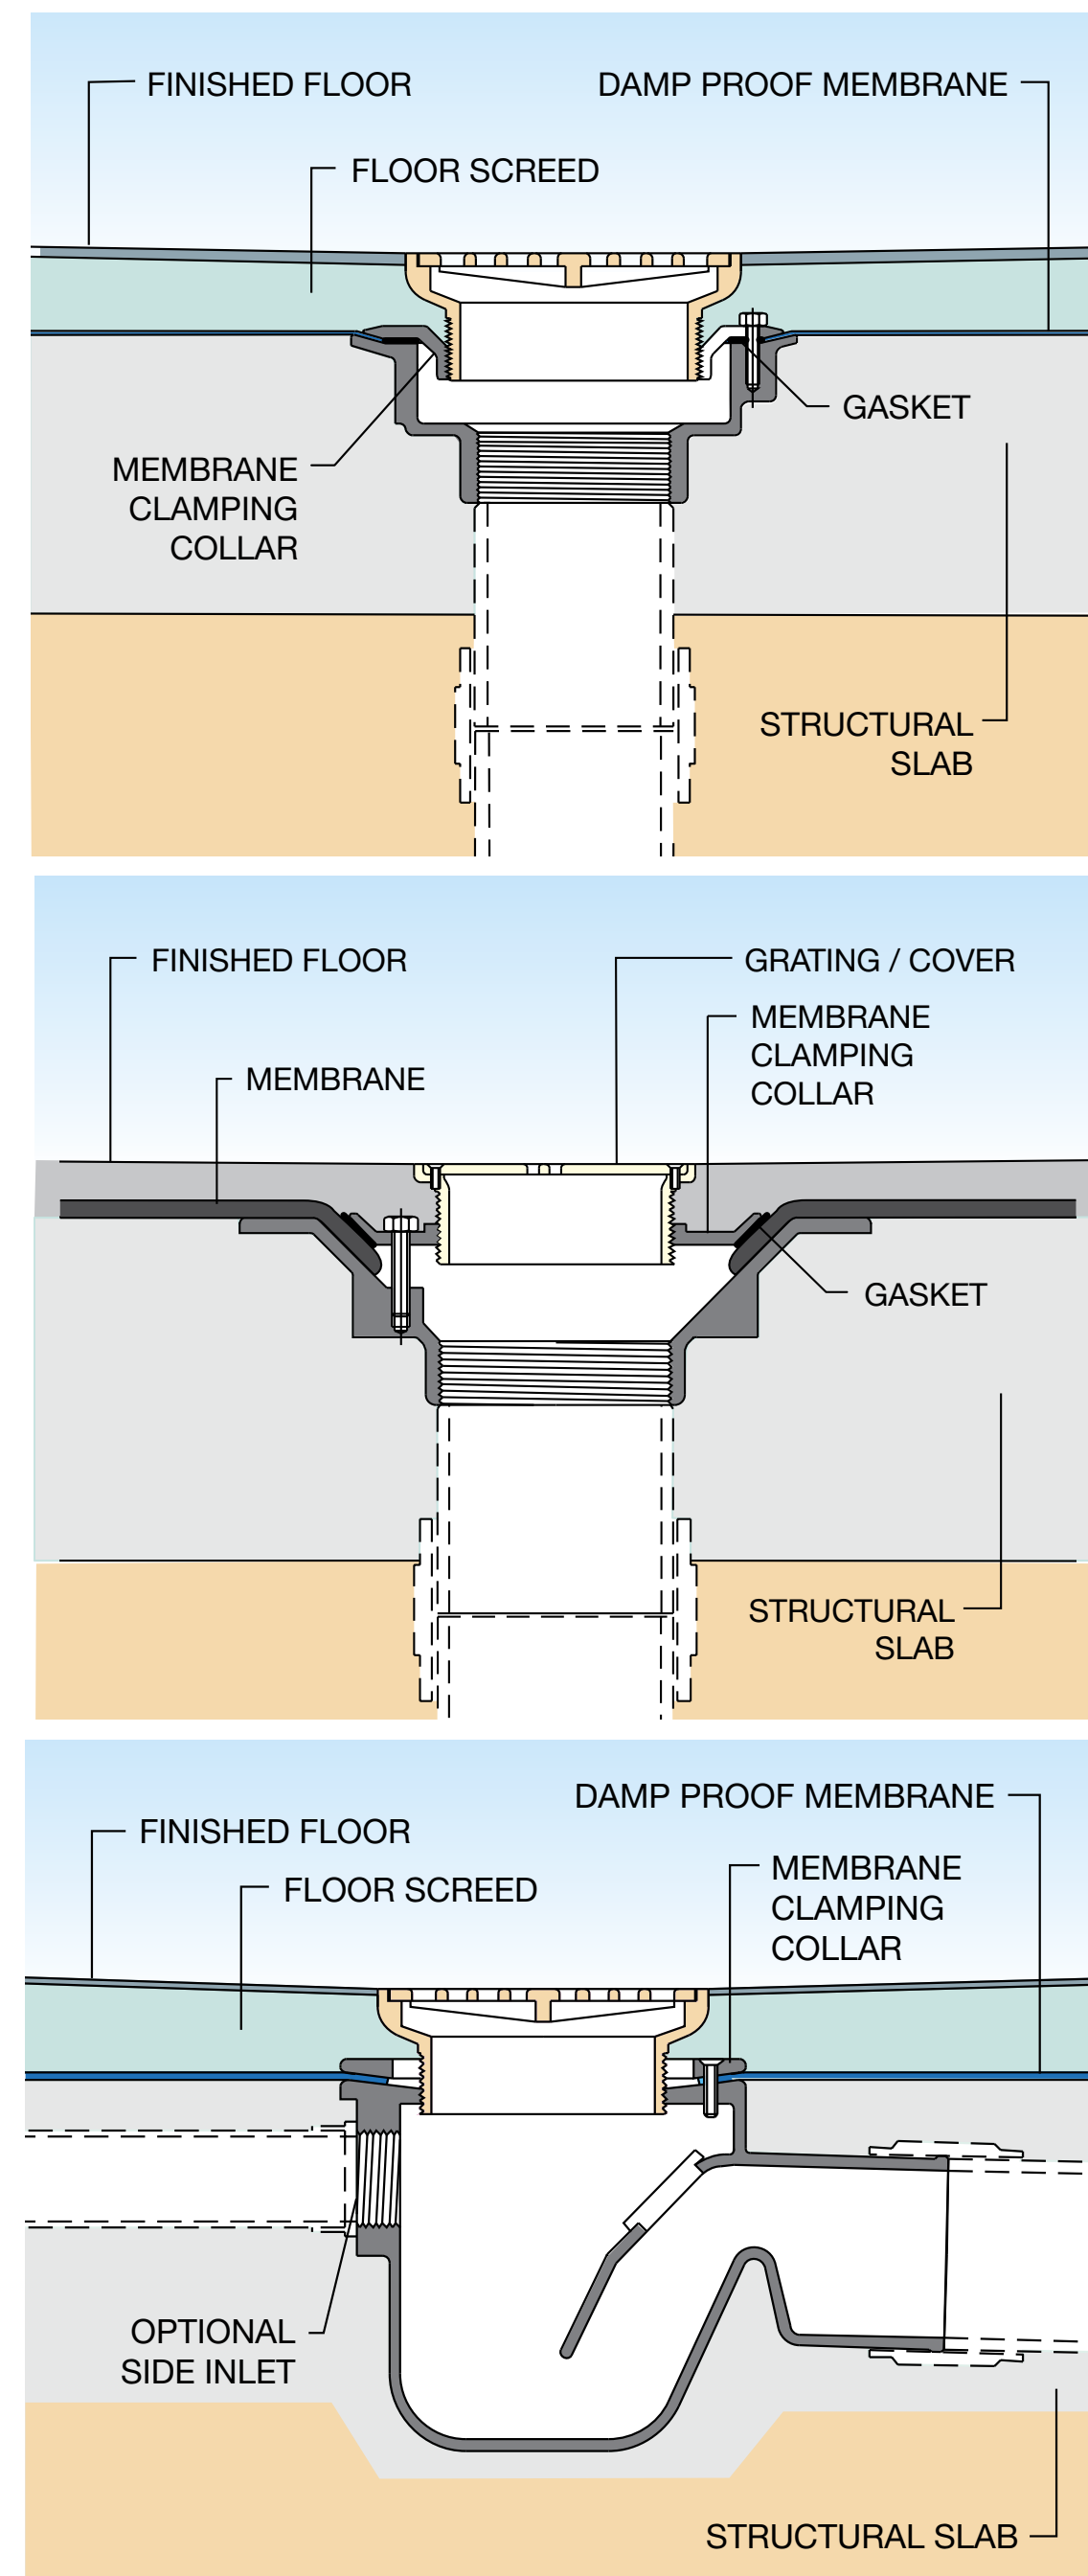 FINISHED FLOOR
DAMP PROOF MEMBRANE
FLOOR SCREED
GASKET
MEMBRANE
CLAMPING
COLLAR
STRUCTURAL
SLAB
FINISHED FLOOR
GRATING / COVER
MEMBRANE
CLAMPING
COLLAR
MEMBRANE
GASKET
STRUCTURAL
SLAB
DAMP PROOF MEMBRANE
FINISHED FLOOR
MEMBRANE
CLAMPING
COLLAR
FLOOR SCREED
OPTIONAL
SIDE INLET
STRUCTURAL SLAB